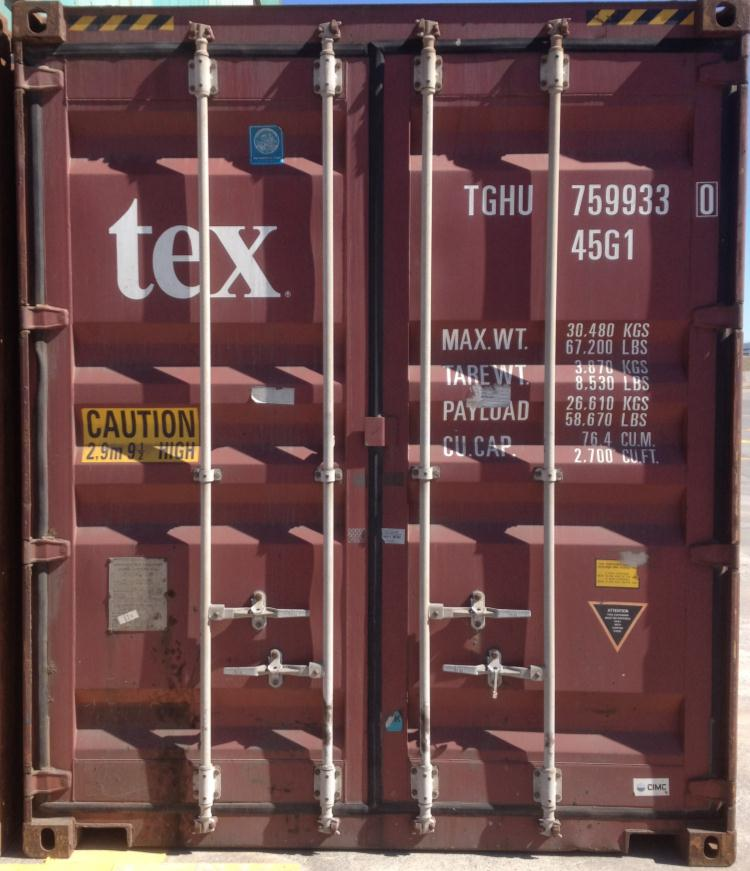 TGHU 759933 0
45G1
tex
MAX.WT. 30.480 KGS
67.200 LBS
TARE WT. 3.870 KGS
8.530 LBS
PAYLOAD 26.610 KGS
58.670 LBS
CU.CAP. 76.4 CU.M.
2.700 CU.FT.
CAUTION
2.9m 9½ HIGH
ATTENTION
CIMC